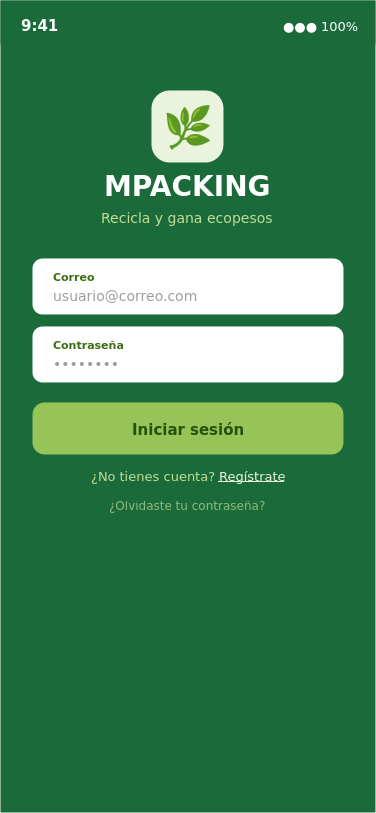 9:41 ●●● 100%
MPACKING
Recicla y gana ecopesos
Correo
usuario@correo.com
Contraseña
••••••••
Iniciar sesión
¿No tienes cuenta? Regístrate
¿Olvidaste tu contraseña?